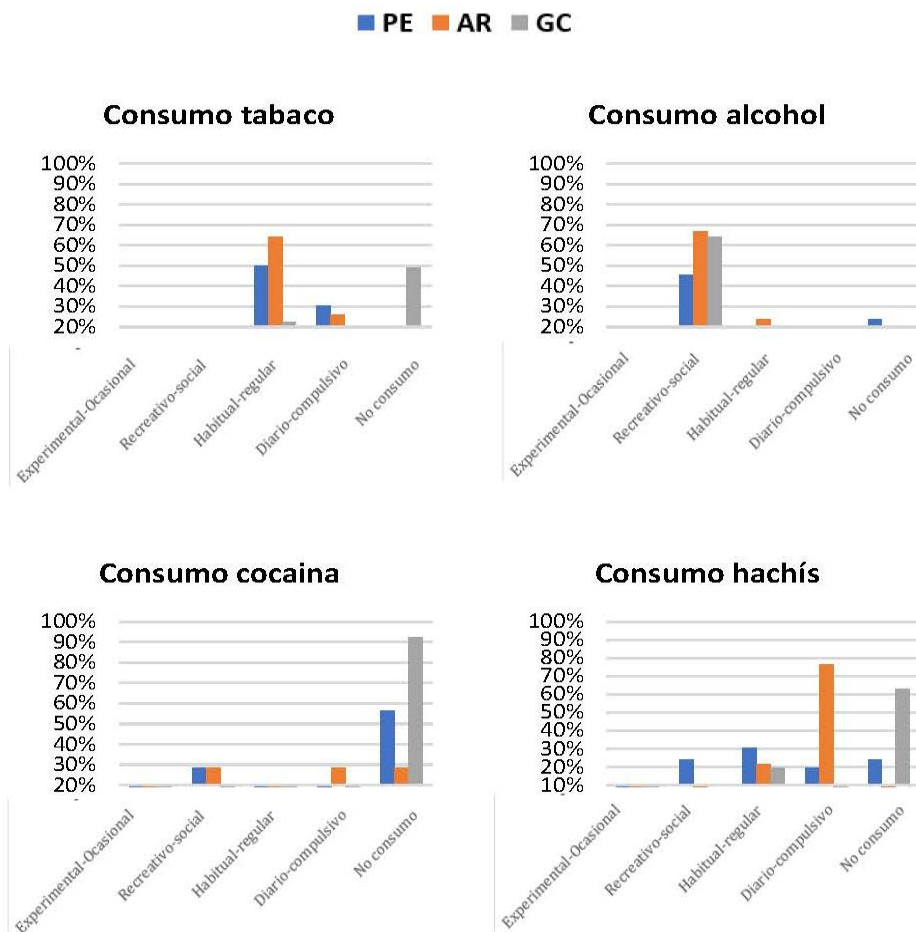 PE AR GC
Consumo tabaco
100%
90%
80%
70%
60%
50%
40%
30%
20%
-
Experimental-Ocasional
Recreativo-social
Habitual-regular
Diario-compulsivo
No consumo
Consumo alcohol
100%
90%
80%
70%
60%
50%
40%
30%
20%
-
Experimental-Ocasional
Recreativo-social
Habitual-regular
Diario-compulsivo
No consumo
Consumo cocaina
100%
90%
80%
70%
60%
50%
40%
30%
20%
-
Experimental-Ocasional
Recreativo-social
Habitual-regular
Diario-compulsivo
No consumo
Consumo hachís
100%
90%
80%
70%
60%
50%
40%
30%
20%
10%
-
Experimental-Ocasional
Recreativo-social
Habitual-regular
Diario-compulsivo
No consumo